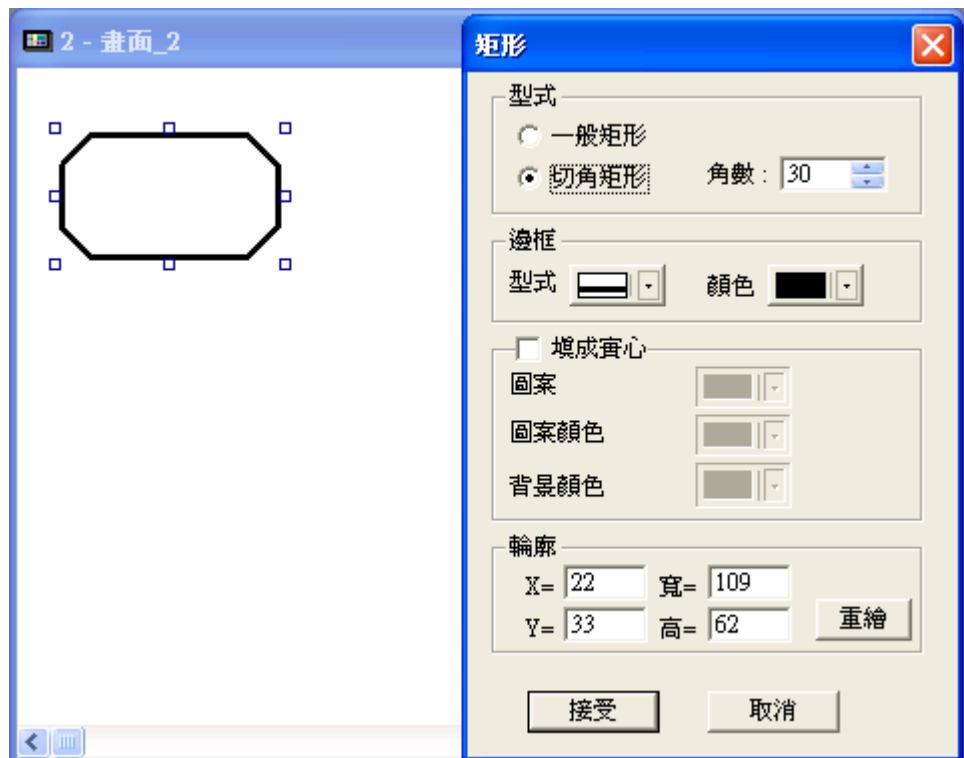 2 - 畫面_2
矩形
型式
一般矩形
切角矩形 角數 : 30
邊框
型式 顏色
填成實心
圖案
圖案顏色
背景顏色
輪廓
X= 22 寬= 109
Y= 33 高= 62
重繪
接受 取消